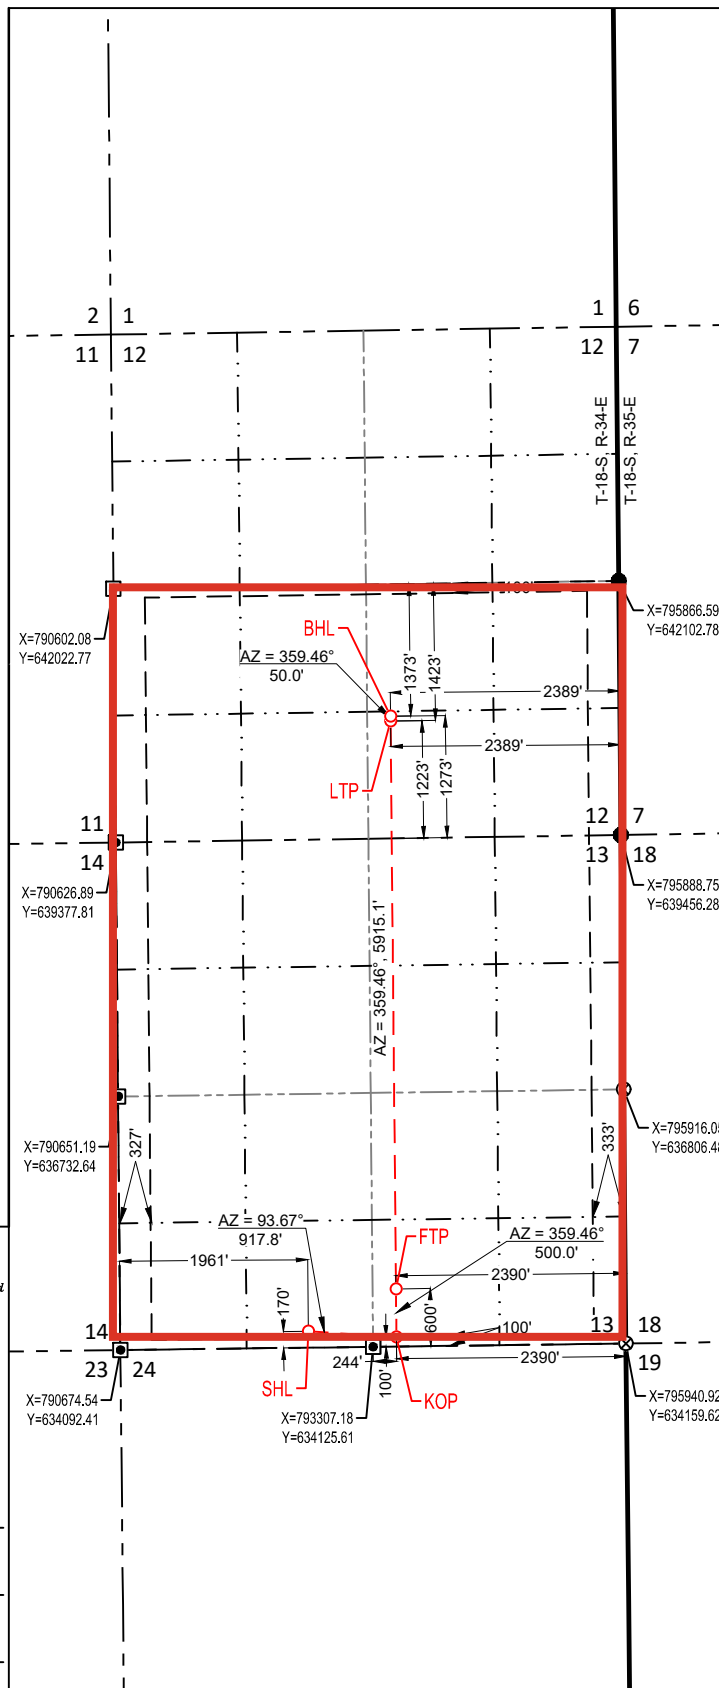 2 1
11 12
1 6
12 7
T-18-S, R-34-E
T-18-S, R-35-E
X=790602.08
Y=642022.77
X=795866.59
Y=642102.78
BHL
AZ = 359.46°
50.0'
1373'
1423'
2389'
2389'
LTP
1223'
1273'
11
14
12 7
13 18
X=790626.89
Y=639377.81
X=795888.75
Y=639456.28
AZ = 359.46°, 5915.1'
X=790651.19
Y=636732.64
X=795916.05
Y=636806.48
327'
333'
AZ = 93.67°
917.8'
1961'
170'
FTP
AZ = 359.46°
500.0'
2390'
600'
100'
14
23 24
13 18
19
244'
100'
2390'
SHL
KOP
X=790674.54
Y=634092.41
X=793307.18
Y=634125.61
X=795940.92
Y=634159.62